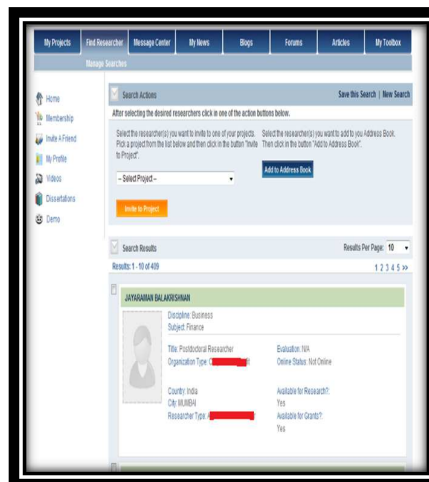 My Projects Find Researcher Message Center My News Blogs Forums Articles My Toolbox
Manage Searches
Home
Membership
Invite A Friend
My Profile
Videos
Dissertations
Demo
Search Actions Save this Search | New Search
After selecting the desired researchers click in one of the action buttons below.
Select the researcher(s) you want to invite to one of your projects.
Pick a project from the list below and then click in the button "Invite
to Project".
-- Select Project --
Invite to Project
Select the researcher(s) you want to add to you Address Book.
Then click in the button "Add to Address Book".
Add to Address Book
Search Results Results Per Page: 10
Results: 1 - 10 of 409 1 2 3 4 5 >>
JAYARAMAN BALAKRISHNAN
Discipline: Business
Subject: Finance
Title: Postdoctoral Researcher Evaluation: N/A
Organization Type: Online Status: Not Online
Country: India Available for Research?:
City: MUMBAI Yes
Researcher Type: Available for Grants?:
Yes